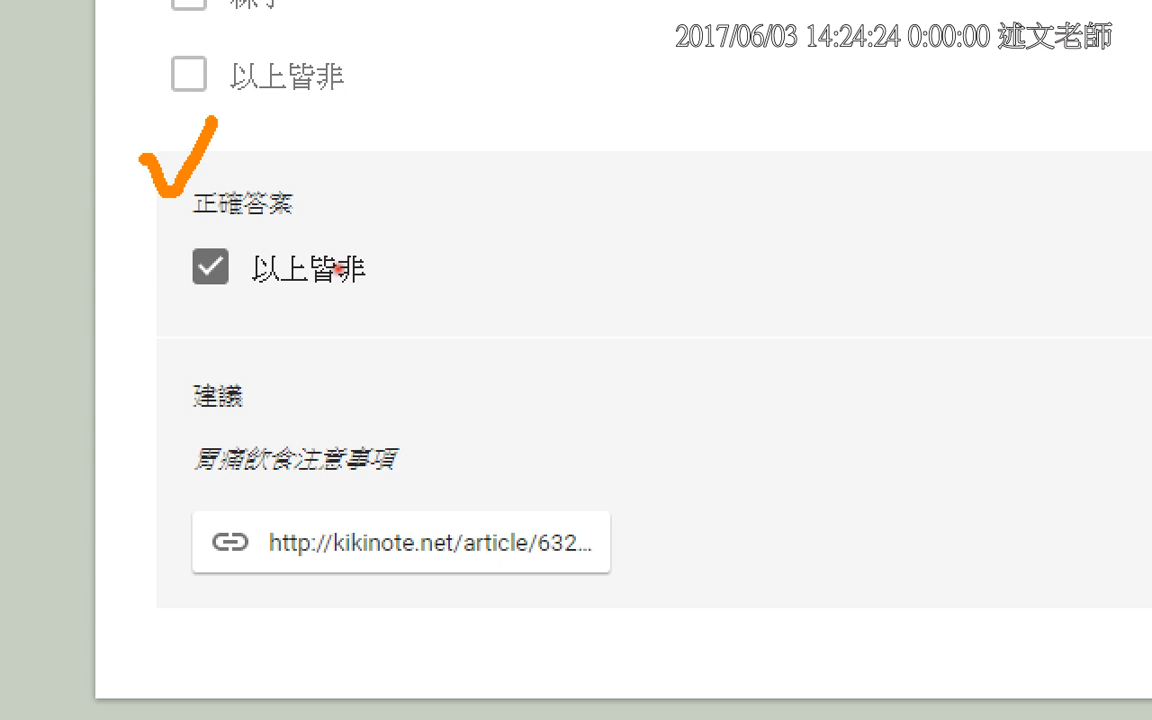 2017/06/03 14:24:24 0:00:00 述文老師
以上皆非
正確答案
以上皆非
建議
胃痛飲食注意事項
http://kikinote.net/article/632...